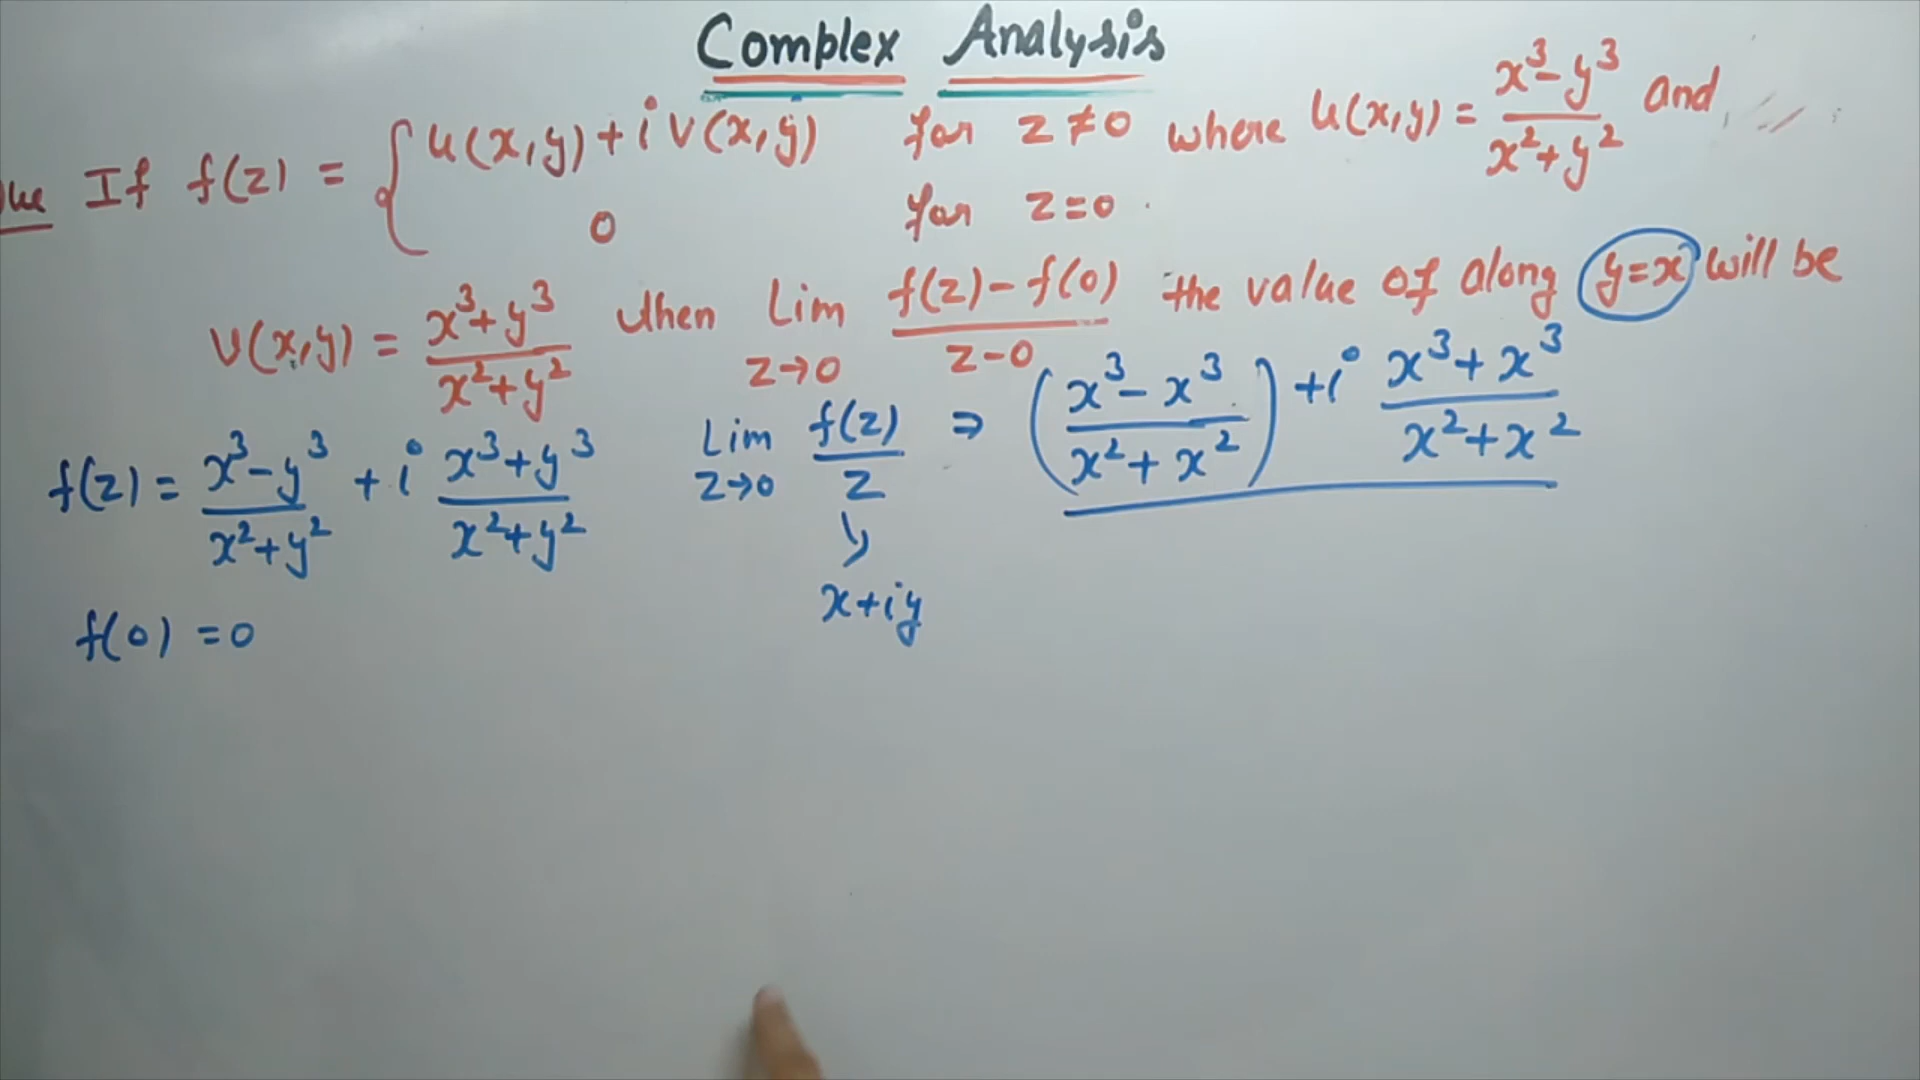 Complex Analysis
Que If f(z) = { u(x,y) + i v(x,y) for z ≠ 0 where u(x,y) = (x³ - y³)/(x² + y²) and
0 for z = 0
v(x,y) = (x³ + y³)/(x² + y²) then Lim z→0 (f(z) - f(0))/(z - 0) the value of along y = x will be
f(z) = (x³ - y³)/(x² + y²) + i (x³ + y³)/(x² + y²) Lim z→0 f(z)/z ⇒ ((x³ - x³)/(x² + x²)) + i (x³ + x³)/(x² + x²)
x + iy
f(0) = 0